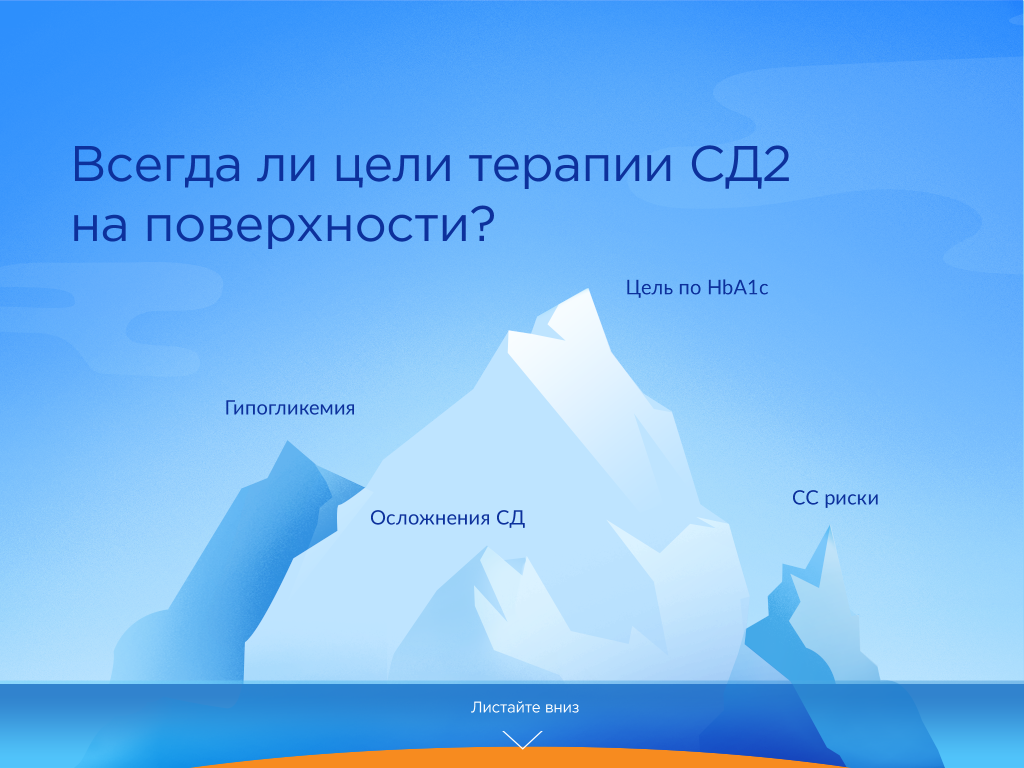 Всегда ли цели терапии СД2
на поверхности?
Цель по HbA1c
Гипогликемия
СС риски
Осложнения СД
Листайте вниз